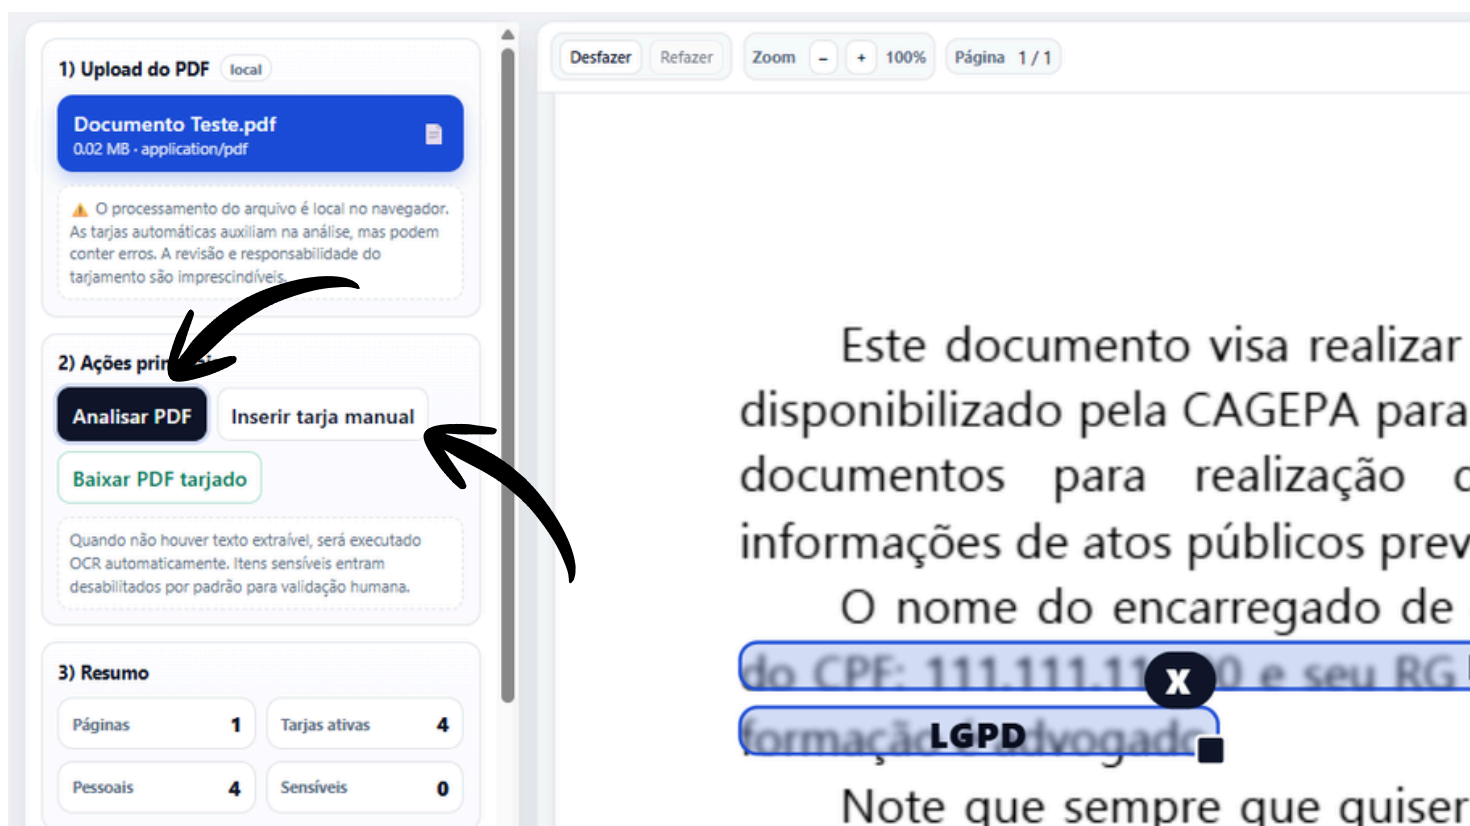 1) Upload do PDF local
Documento Teste.pdf
0.02 MB · application/pdf
⚠ O processamento do arquivo é local no navegador.
As tarjas automáticas auxiliam na análise, mas podem
conter erros. A revisão e responsabilidade do
tarjamento são imprescindíveis.
2) Ações
Analisar PDF Inserir tarja manual
Baixar PDF tarjado
Quando não houver texto extraível, será executado
OCR automaticamente. Itens sensíveis entram
desabilitados por padrão para validação humana.
3) Resumo
Páginas 1 Tarjas ativas 4
Pessoais 4 Sensíveis 0
Desfazer Refazer Zoom – + 100% Página 1 / 1
Este documento visa realizar
disponibilizado pela CAGEPA para
documentos para realização
informações de atos públicos prev
O nome do encarregado de
do CPF: 111.111.11 0 e seu RG
X
formação é advogado
LGPD
Note que sempre que quiser